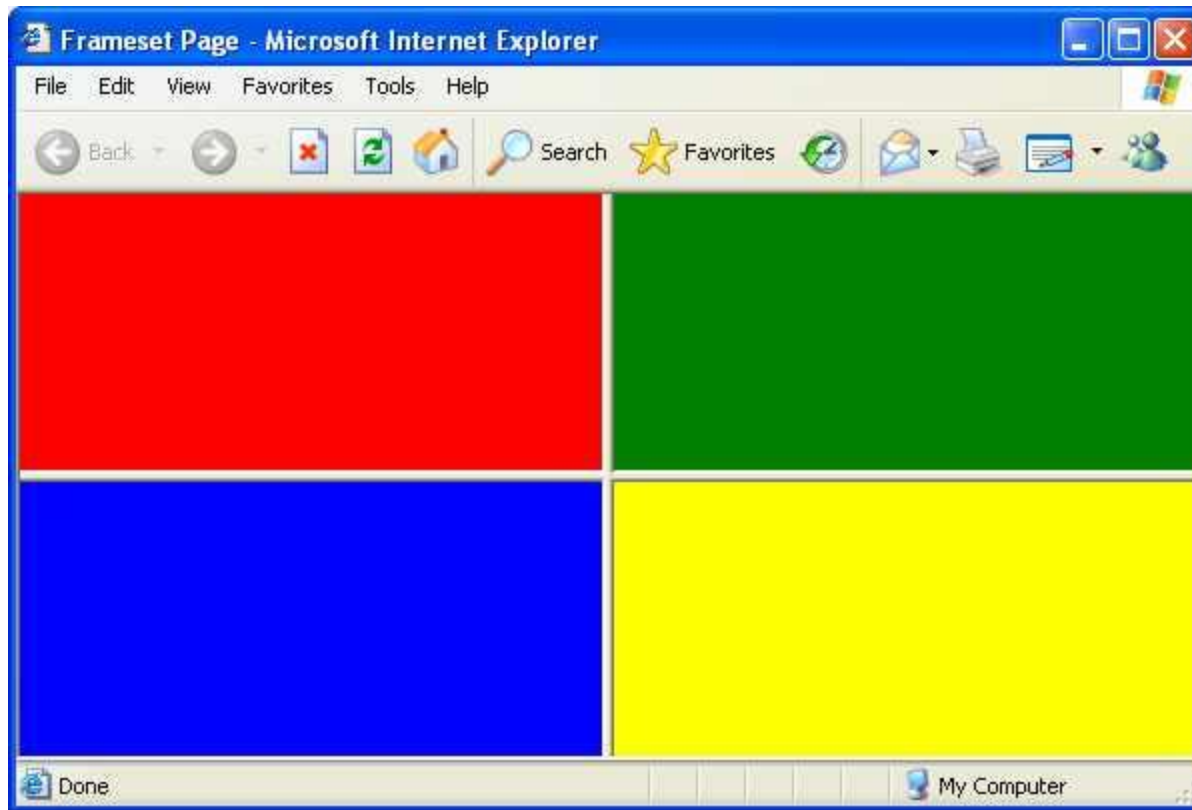 Frameset Page - Microsoft Internet Explorer
File Edit View Favorites Tools Help
Back Search Favorites
Done My Computer